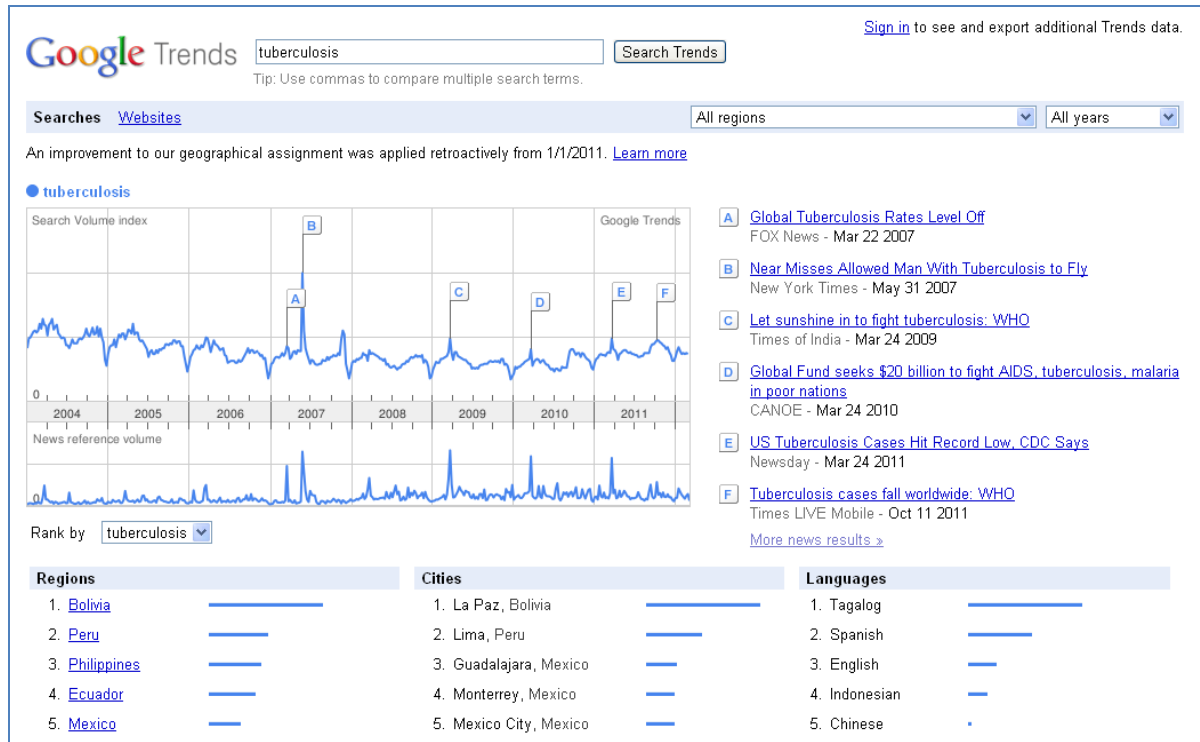 Sign in to see and export additional Trends data.
Google Trends
tuberculosis
Search Trends
Tip: Use commas to compare multiple search terms.
Searches Websites
All regions
All years
An improvement to our geographical assignment was applied retroactively from 1/1/2011. Learn more
tuberculosis
Search Volume index
Google Trends
B
A
C
D
E
F
0
2004 2005 2006 2007 2008 2009 2010 2011
News reference volume
0
Rank by tuberculosis
A Global Tuberculosis Rates Level Off
FOX News - Mar 22 2007
B Near Misses Allowed Man With Tuberculosis to Fly
New York Times - May 31 2007
C Let sunshine in to fight tuberculosis: WHO
Times of India - Mar 24 2009
D Global Fund seeks $20 billion to fight AIDS, tuberculosis, malaria
in poor nations
CANOE - Mar 24 2010
E US Tuberculosis Cases Hit Record Low, CDC Says
Newsday - Mar 24 2011
F Tuberculosis cases fall worldwide: WHO
Times LIVE Mobile - Oct 11 2011
More news results »
Regions
1. Bolivia
2. Peru
3. Philippines
4. Ecuador
5. Mexico
Cities
1. La Paz, Bolivia
2. Lima, Peru
3. Guadalajara, Mexico
4. Monterrey, Mexico
5. Mexico City, Mexico
Languages
1. Tagalog
2. Spanish
3. English
4. Indonesian
5. Chinese